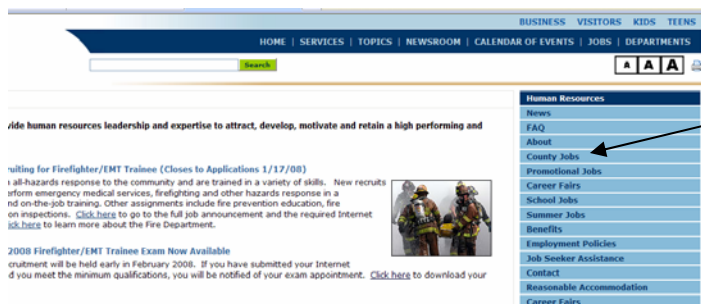 BUSINESS VISITORS KIDS TEENS
HOME | SERVICES | TOPICS | NEWSROOM | CALENDAR OF EVENTS | JOBS | DEPARTMENTS
Search
A A A
vide human resources leadership and expertise to attract, develop, motivate and retain a high performing and
ruiting for Firefighter/EMT Trainee (Closes to Applications 1/17/08)
all-hazards response to the community and are trained in a variety of skills. New recruits
rform emergency medical services, firefighting and other hazards response in a
nd on-the-job training. Other assignments include fire prevention education, fire
on inspections. Click here to go to the full job announcement and the required Internet
ick here to learn more about the Fire Department.
2008 Firefighter/EMT Trainee Exam Now Available
cruitment will be held early in February 2008. If you have submitted your Internet
d you meet the minimum qualifications, you will be notified of your exam appointment. Click here to download your
Human Resources
News
FAQ
About
County Jobs
Promotional Jobs
Career Fairs
School Jobs
Summer Jobs
Benefits
Employment Policies
Job Seeker Assistance
Contact
Reasonable Accommodation
Career Fairs